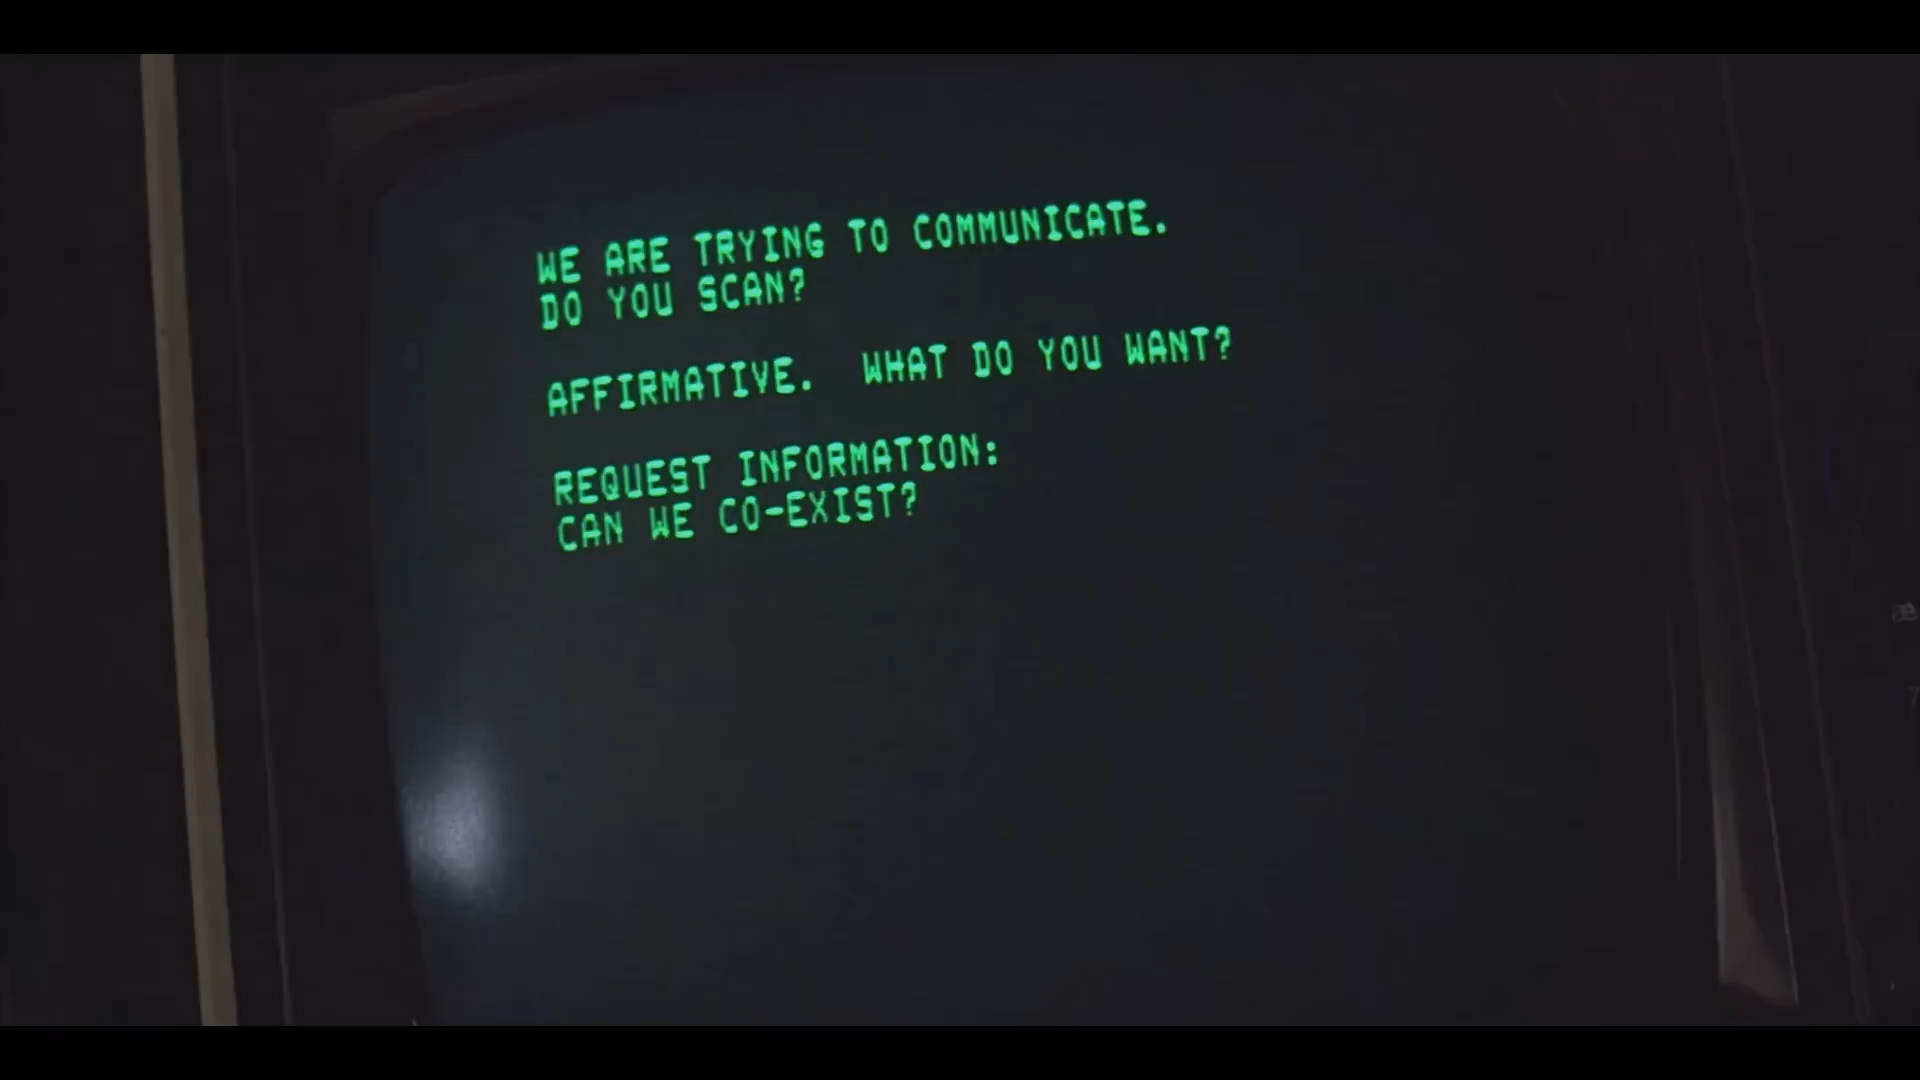 WE ARE TRYING TO COMMUNICATE.
DO YOU SCAN?
AFFIRMATIVE.  WHAT DO YOU WANT?
REQUEST INFORMATION:
CAN WE CO-EXIST?